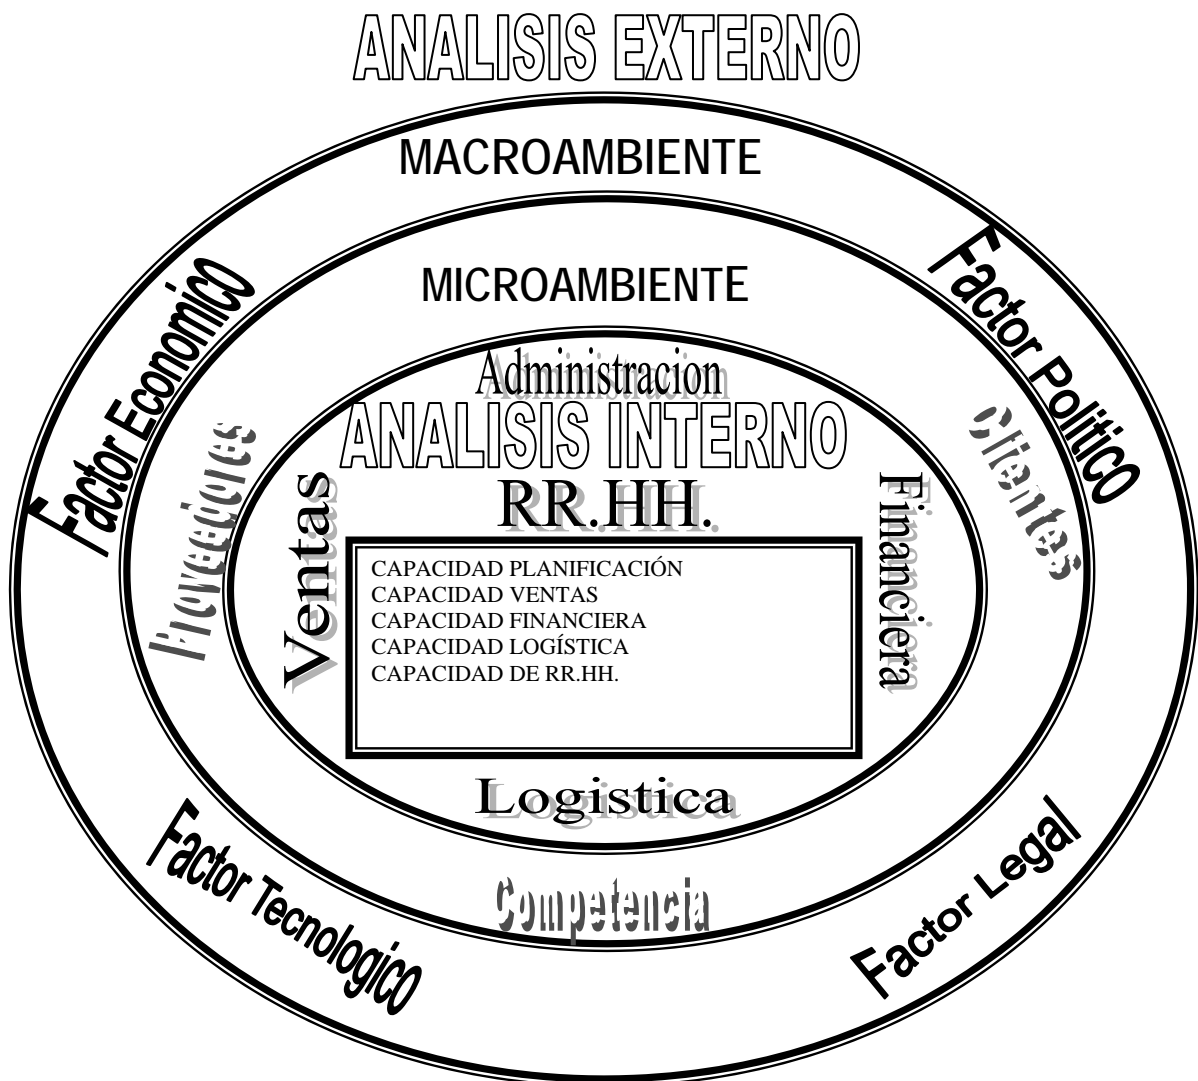 ANALISIS EXTERNO
MACROAMBIENTE
MICROAMBIENTE
Factor Economico
Factor Politico
Proveedores
Clientes
Administracion
ANALISIS INTERNO
RR.HH.
Ventas
Financiera
CAPACIDAD PLANIFICACIÓN
CAPACIDAD VENTAS
CAPACIDAD FINANCIERA
CAPACIDAD LOGÍSTICA
CAPACIDAD DE RR.HH.
Logistica
Competencia
Factor Tecnologico
Factor Legal